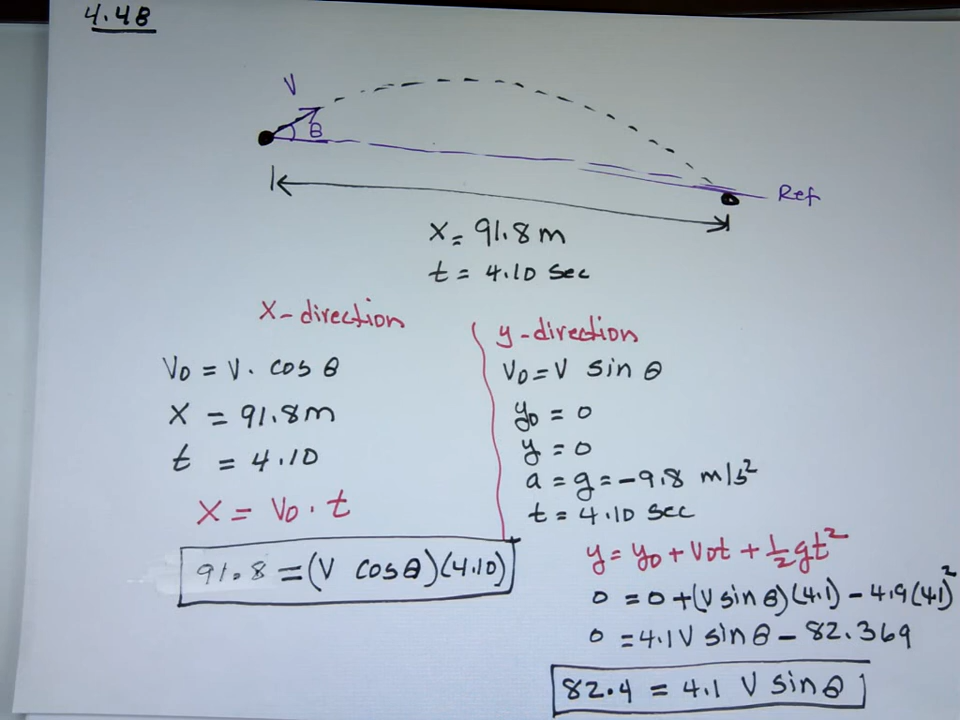 4.48
V
θ
Ref
X = 91.8 m
t = 4.10 sec
X-direction
V₀ = V. cos θ
X = 91.8 m
t = 4.10
X = V₀ . t
91.8 = (V cosθ)(4.10)
y-direction
V₀ = V sin θ
y₀ = 0
y = 0
a = g = -9.8 m/s²
t = 4.10 sec
y = y₀ + V₀t + ½gt²
0 = 0 + (V sin θ)(4.1) - 4.9(4.1)²
0 = 4.1V sin θ - 82.369
82.4 = 4.1 V sinθ